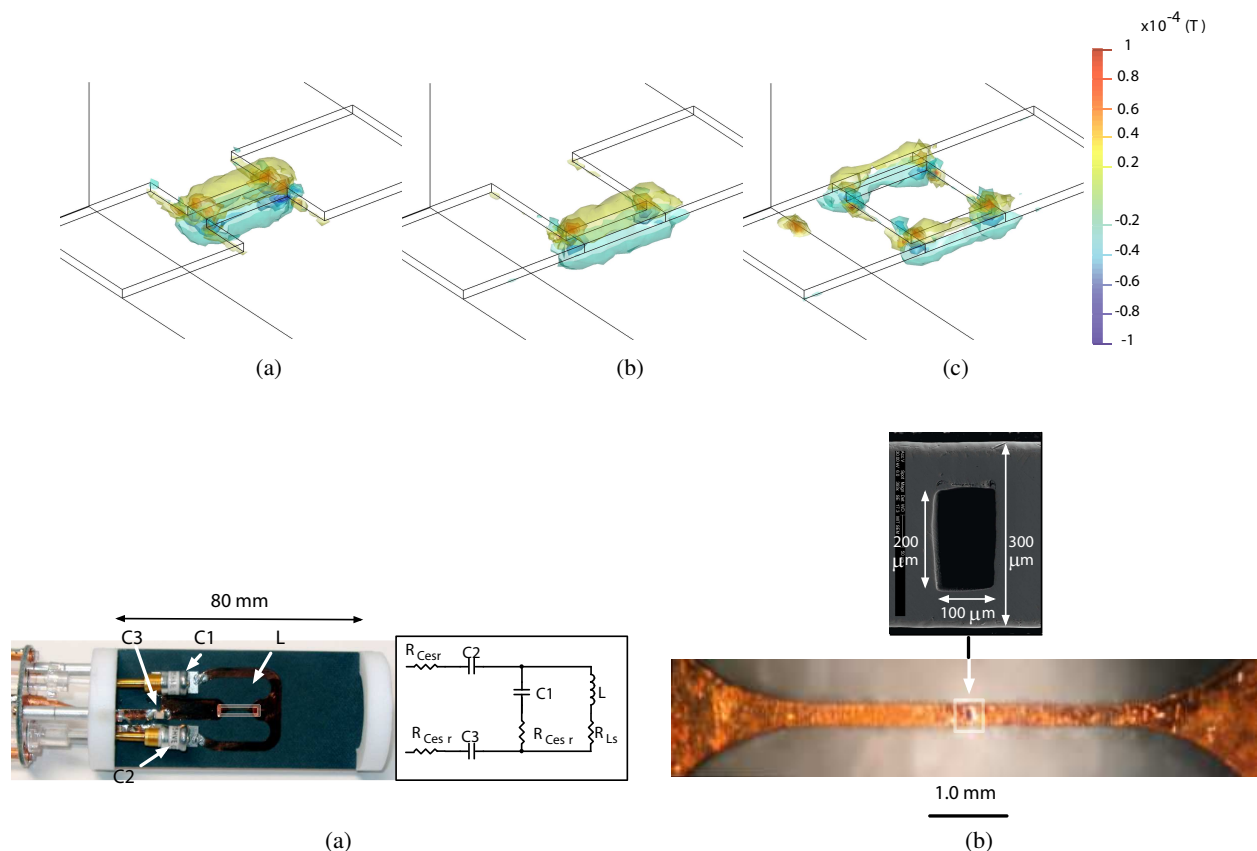 x10⁻⁴ (T)
1
0.8
0.6
0.4
0.2
-0.2
-0.4
-0.6
-0.8
-1
(a)
(b)
(c)
200
μm
300
μm
100 μm
80 mm
C3
C1
L
C2
R Cesr
C2
C1
L
R Ces r
C3
R Ces r
R Ls
1.0 mm
(a)
(b)